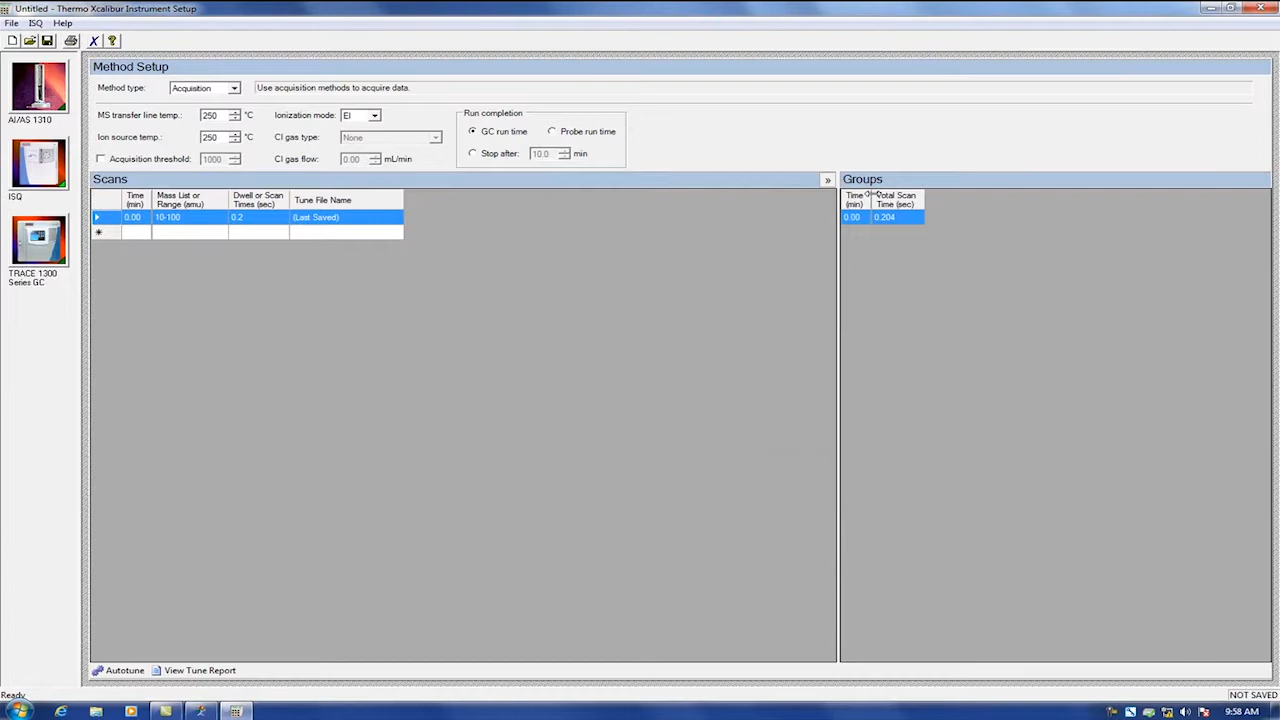 Untitled - Thermo Xcalibur Instrument Setup
File ISQ Help
Method Setup
Method type: Acquisition Use acquisition methods to acquire data.
MS transfer line temp.: 250 °C Ionization mode: EI Run completion
Ion source temp.: 250 °C CI gas type: None GC run time Probe run time
Acquisition threshold: 1000 CI gas flow: 0.00 mL/min Stop after: 10.0 min
AI/AS 1310
ISQ
TRACE 1300
Series GC
Scans » Groups
Time (min) Mass List or Range (amu) Dwell or Scan Times (sec) Tune File Name
0.00 10-100 0.2 (Last Saved)
Time (min) Total Scan Time (sec)
0.00 0.204
Autotune View Tune Report
Ready NOT SAVED
9:58 AM